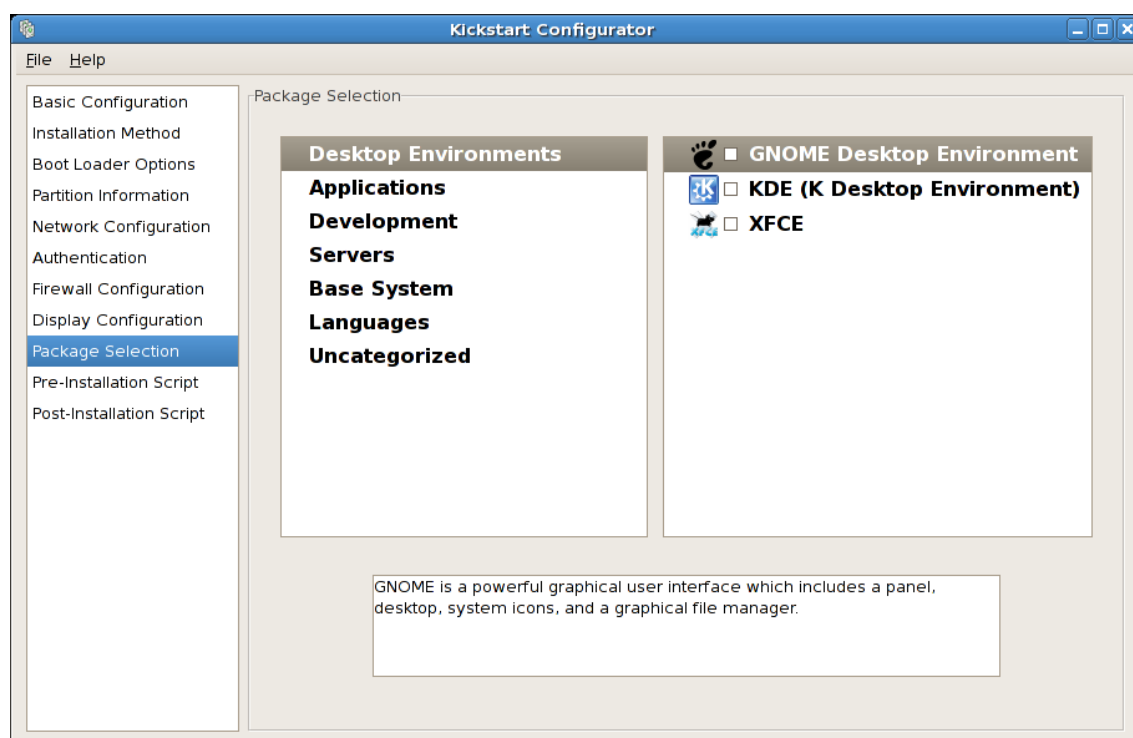 Kickstart Configurator
File Help
Basic Configuration
Installation Method
Boot Loader Options
Partition Information
Network Configuration
Authentication
Firewall Configuration
Display Configuration
Package Selection
Pre-Installation Script
Post-Installation Script
Package Selection
Desktop Environments
Applications
Development
Servers
Base System
Languages
Uncategorized
GNOME Desktop Environment
KDE (K Desktop Environment)
XFCE
XFCE
GNOME is a powerful graphical user interface which includes a panel,
desktop, system icons, and a graphical file manager.